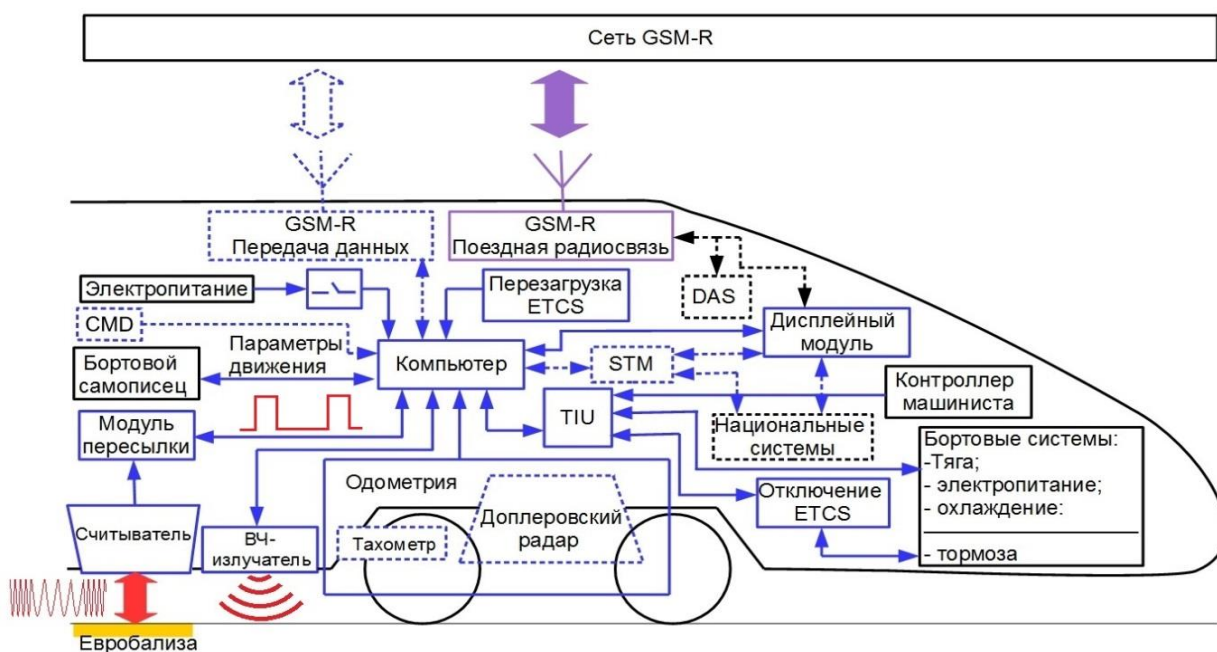 Сеть GSM-R
GSM-R
Передача данных
GSM-R
Поездная радиосвязь
Электропитание
Перезагрузка
ETCS
DAS
CMD
Дисплейный
модуль
Параметры
движения
Компьютер
STM
Бортовой
самописец
Контроллер
машиниста
TIU
Модуль
пересылки
Национальные
системы
Бортовые системы:
-Тяга;
- электропитание;
- охлаждение:
- тормоза
Одометрия
Отключение
ETCS
Считыватель
ВЧ-
излучатель
Тахометр
Доплеровский
радар
Евробализа